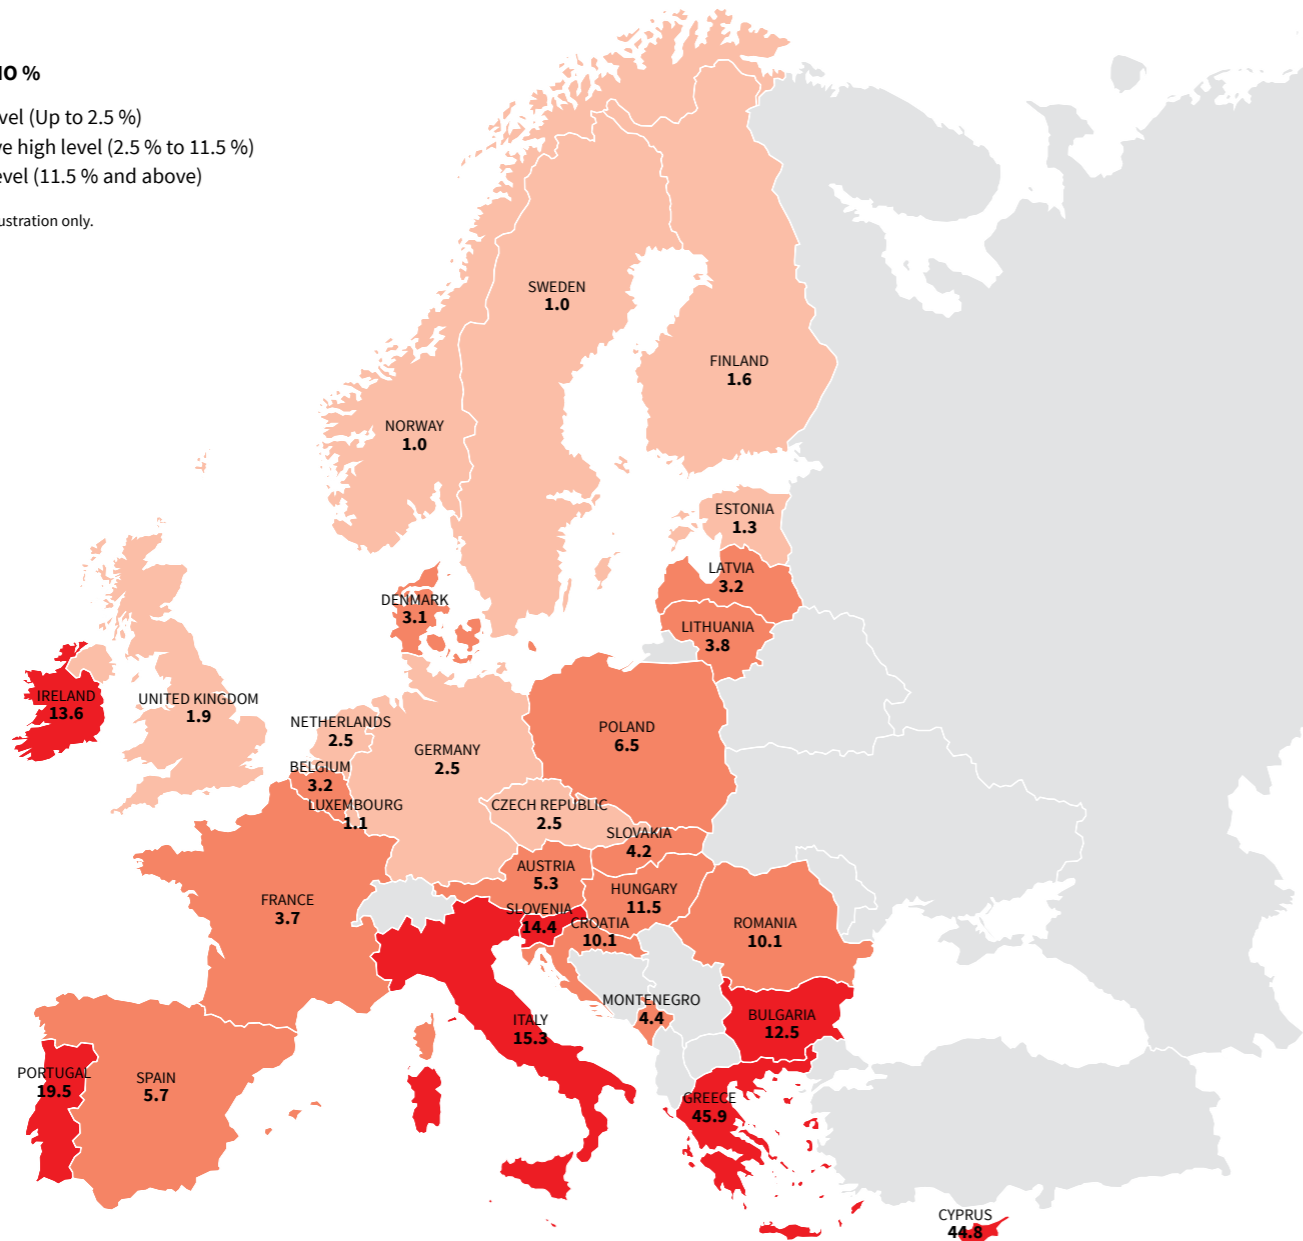 IO %
vel (Up to 2.5 %)
ve high level (2.5 % to 11.5 %)
evel (11.5 % and above)
ustration only.
SWEDEN
1.0
FINLAND
1.6
NORWAY
1.0
ESTONIA
1.3
LATVIA
3.2
DENMARK
3.1
LITHUANIA
3.8
IRELAND
13.6
UNITED KINGDOM
1.9
NETHERLANDS
2.5
POLAND
6.5
GERMANY
2.5
BELGIUM
3.2
LUXEMBOURG
1.1
CZECH REPUBLIC
2.5
SLOVAKIA
4.2
AUSTRIA
5.3
HUNGARY
11.5
FRANCE
3.7
SLOVENIA
14.4
CROATIA
10.1
ROMANIA
10.1
MONTENEGRO
4.4
BULGARIA
12.5
ITALY
15.3
PORTUGAL
19.5
SPAIN
5.7
GREECE
45.9
CYPRUS
44.8